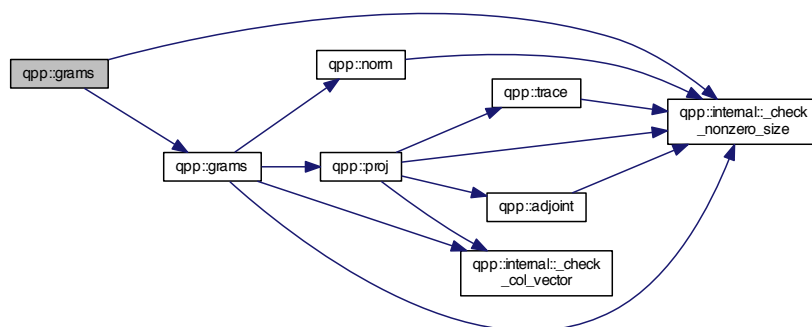 qpp::grams
qpp::grams
qpp::norm
qpp::proj
qpp::trace
qpp::adjoint
qpp::internal::_check
_col_vector
qpp::internal::_check
_nonzero_size